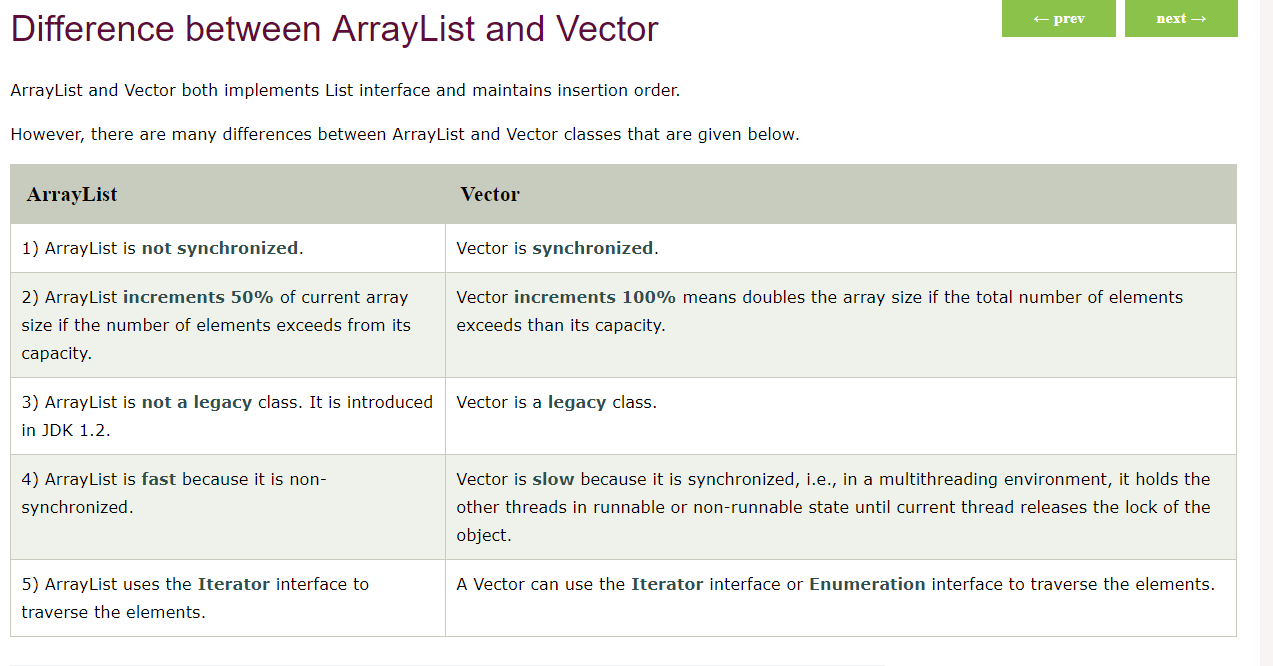 Difference between ArrayList and Vector
← prev
next →
ArrayList and Vector both implements List interface and maintains insertion order.
However, there are many differences between ArrayList and Vector classes that are given below.
ArrayList
Vector
1) ArrayList is not synchronized.
Vector is synchronized.
2) ArrayList increments 50% of current array
size if the number of elements exceeds from its
capacity.
Vector increments 100% means doubles the array size if the total number of elements
exceeds than its capacity.
3) ArrayList is not a legacy class. It is introduced
in JDK 1.2.
Vector is a legacy class.
4) ArrayList is fast because it is non-
synchronized.
Vector is slow because it is synchronized, i.e., in a multithreading environment, it holds the
other threads in runnable or non-runnable state until current thread releases the lock of the
object.
5) ArrayList uses the Iterator interface to
traverse the elements.
A Vector can use the Iterator interface or Enumeration interface to traverse the elements.